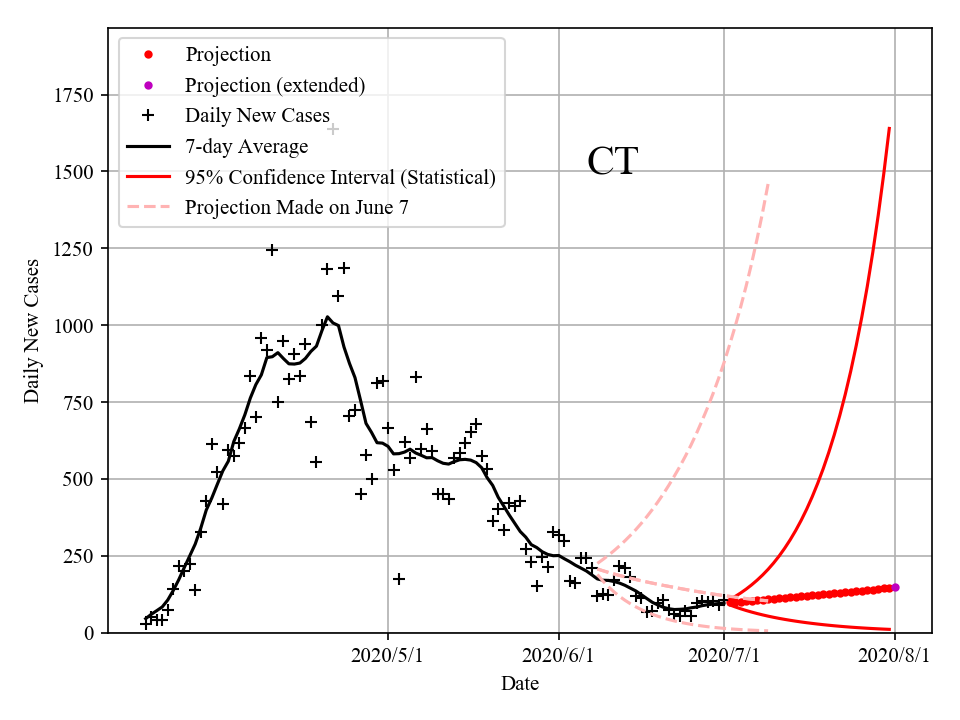 Projection
Projection (extended)
Daily New Cases
7-day Average
95% Confidence Interval (Statistical)
Projection Made on June 7
CT
1750
1500
1250
1000
750
500
250
0
Daily New Cases
2020/5/1
2020/6/1
2020/7/1
2020/8/1
Date